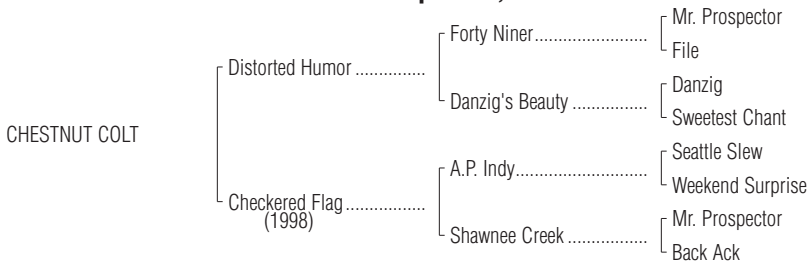 Mr. Prospector
Forty Niner
File
Distorted Humor
Danzig
Danzig's Beauty
Sweetest Chant
CHESTNUT COLT
Seattle Slew
A.P. Indy
Weekend Surprise
Checkered Flag
(1998)
Mr. Prospector
Shawnee Creek
Back Ack